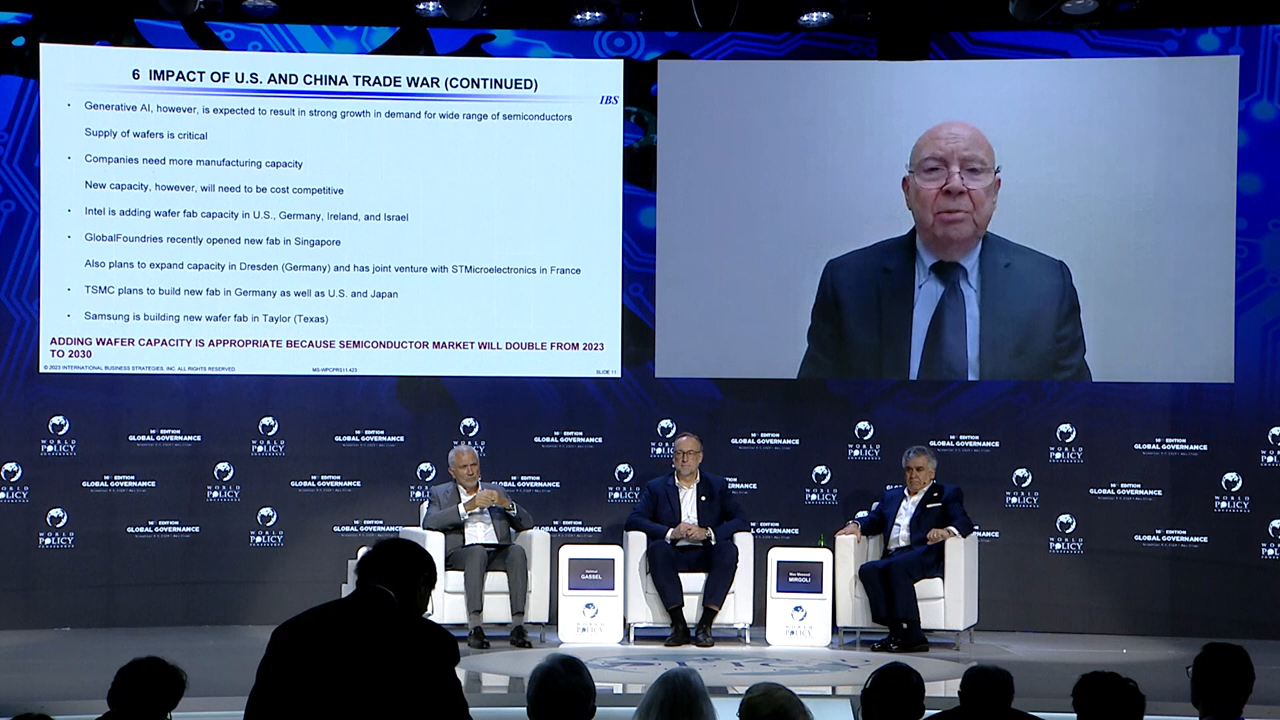 6 IMPACT OF U.S. AND CHINA TRADE WAR (CONTINUED)
IBS
• Generative AI, however, is expected to result in strong growth in demand for wide range of semiconductors
Supply of wafers is critical
• Companies need more manufacturing capacity
New capacity, however, will need to be cost competitive
• Intel is adding wafer fab capacity in U.S., Germany, Ireland, and Israel
• GlobalFoundries recently opened new fab in Singapore
Also plans to expand capacity in Dresden (Germany) and has joint venture with STMicroelectronics in France
• TSMC plans to build new fab in Germany as well as U.S. and Japan
• Samsung is building new wafer fab in Taylor (Texas)
ADDING WAFER CAPACITY IS APPROPRIATE BECAUSE SEMICONDUCTOR MARKET WILL DOUBLE FROM 2023
TO 2030
© 2023 INTERNATIONAL BUSINESS STRATEGIES, INC. ALL RIGHTS RESERVED.
SLIDE 11
WORLD
POLICY
CONFERENCE
EDITION
GLOBAL GOVERNANCE
GASSEL
MIRGOLI